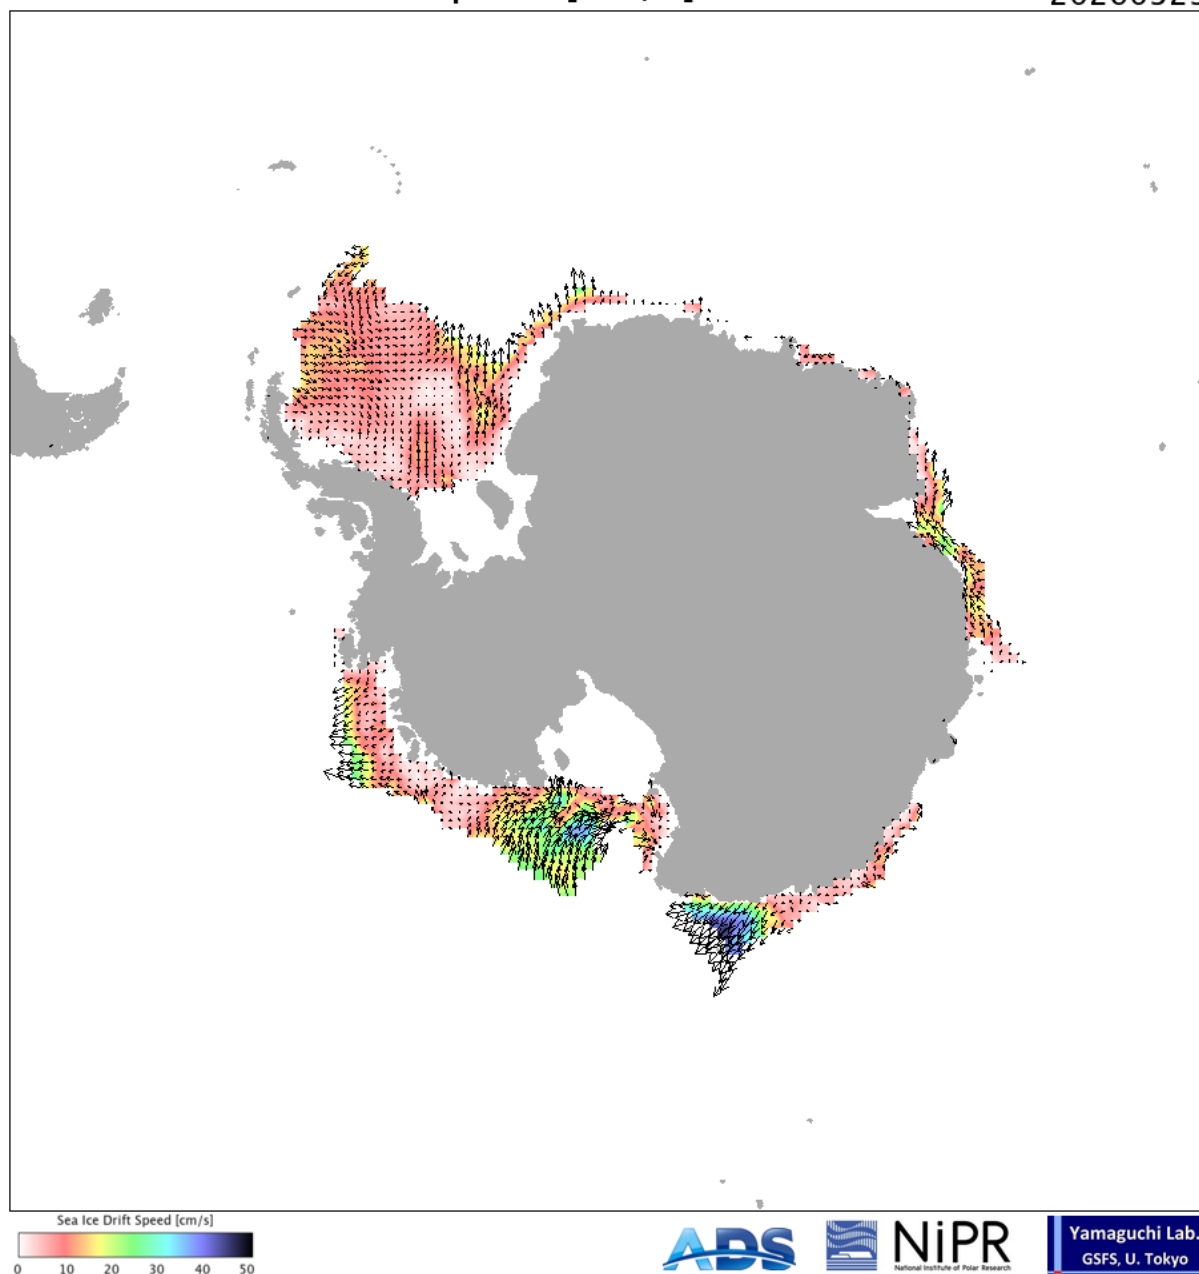 Sea Ice Drift Speed [cm/s]
0 10 20 30 40 50
ADS
NiPR
National Institute of Polar Research
Yamaguchi Lab.
GSFS, U. Tokyo